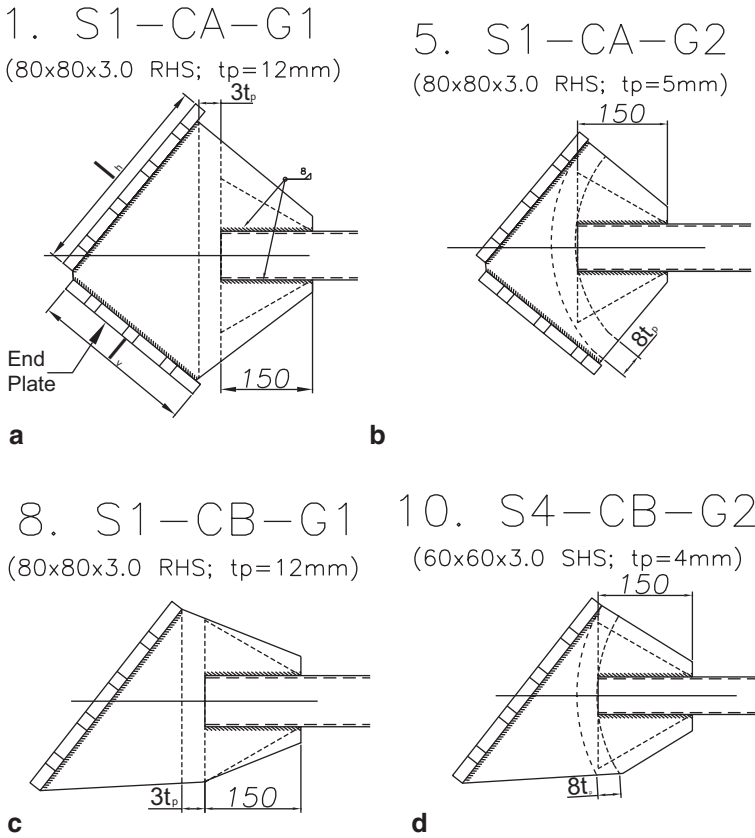 1. S1-CA-G1
(80x80x3.0 RHS; tp=12mm)
3tₚ
h
8
End
Plate
v
150
a
5. S1-CA-G2
(80x80x3.0 RHS; tp=5mm)
150
8tₚ
b
8. S1-CB-G1
(80x80x3.0 RHS; tp=12mm)
3tₚ
150
c
10. S4-CB-G2
(60x60x3.0 SHS; tp=4mm)
150
8tₚ
d